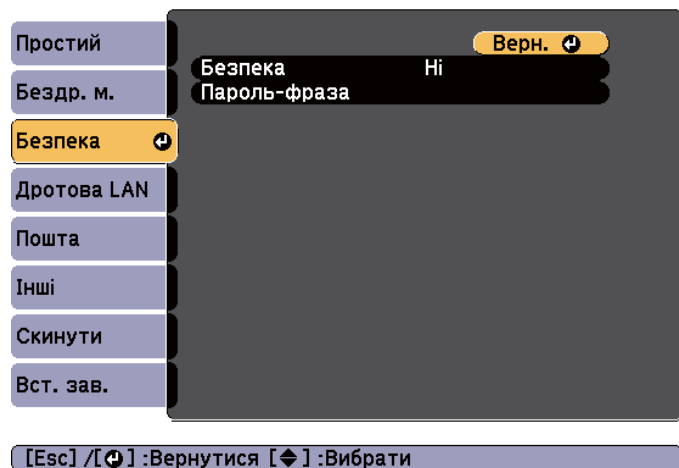 Простий
Бездр. м.
Безпека
Дротова LAN
Пошта
Інші
Скинути
Вст. зав.
Верн.
Безпека Ні
Пароль-фраза
[Esc] /[ ] :Вернутися [ ] :Вибрати